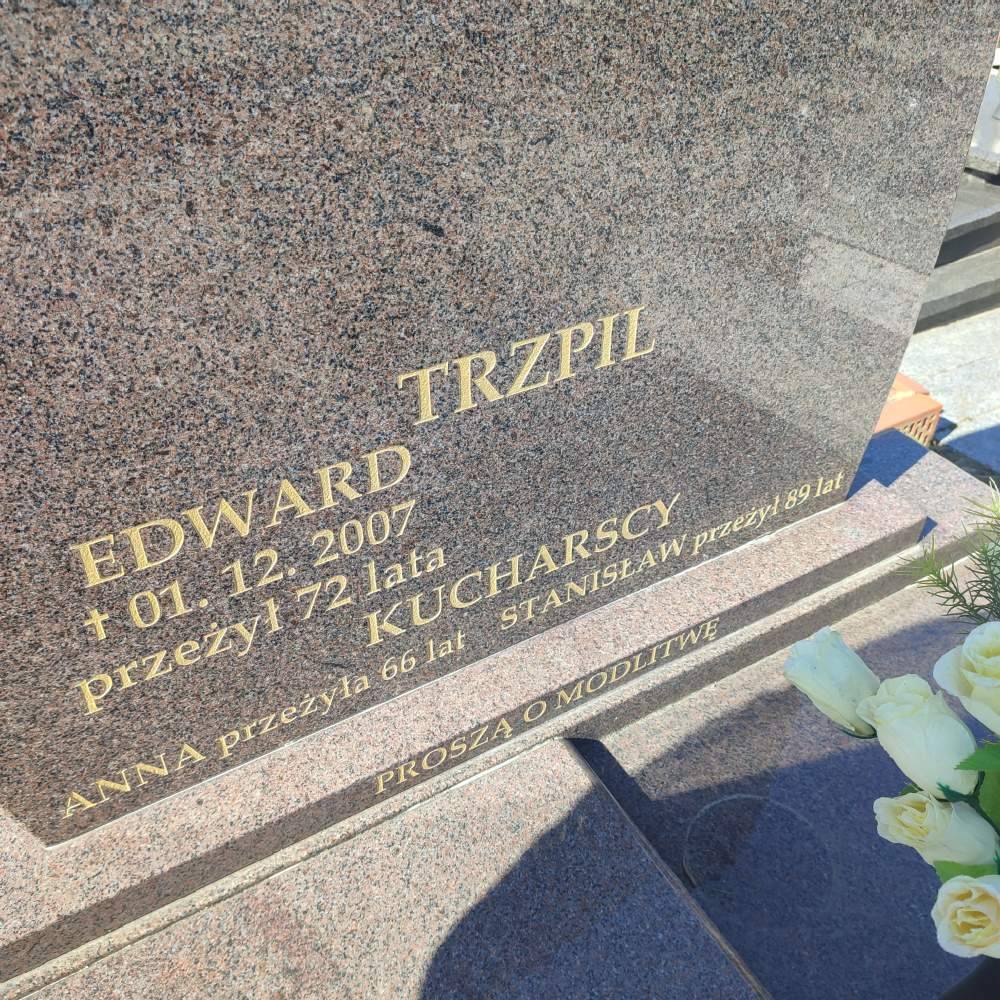 TRZPIL
EDWARD
✝ 01. 12. 2007
przeżył 72 lata
KUCHARSCY
ANNA przeżyła 66 lat STANISŁAW przeżył 89 lat
PROSZĄ O MODLITWĘ